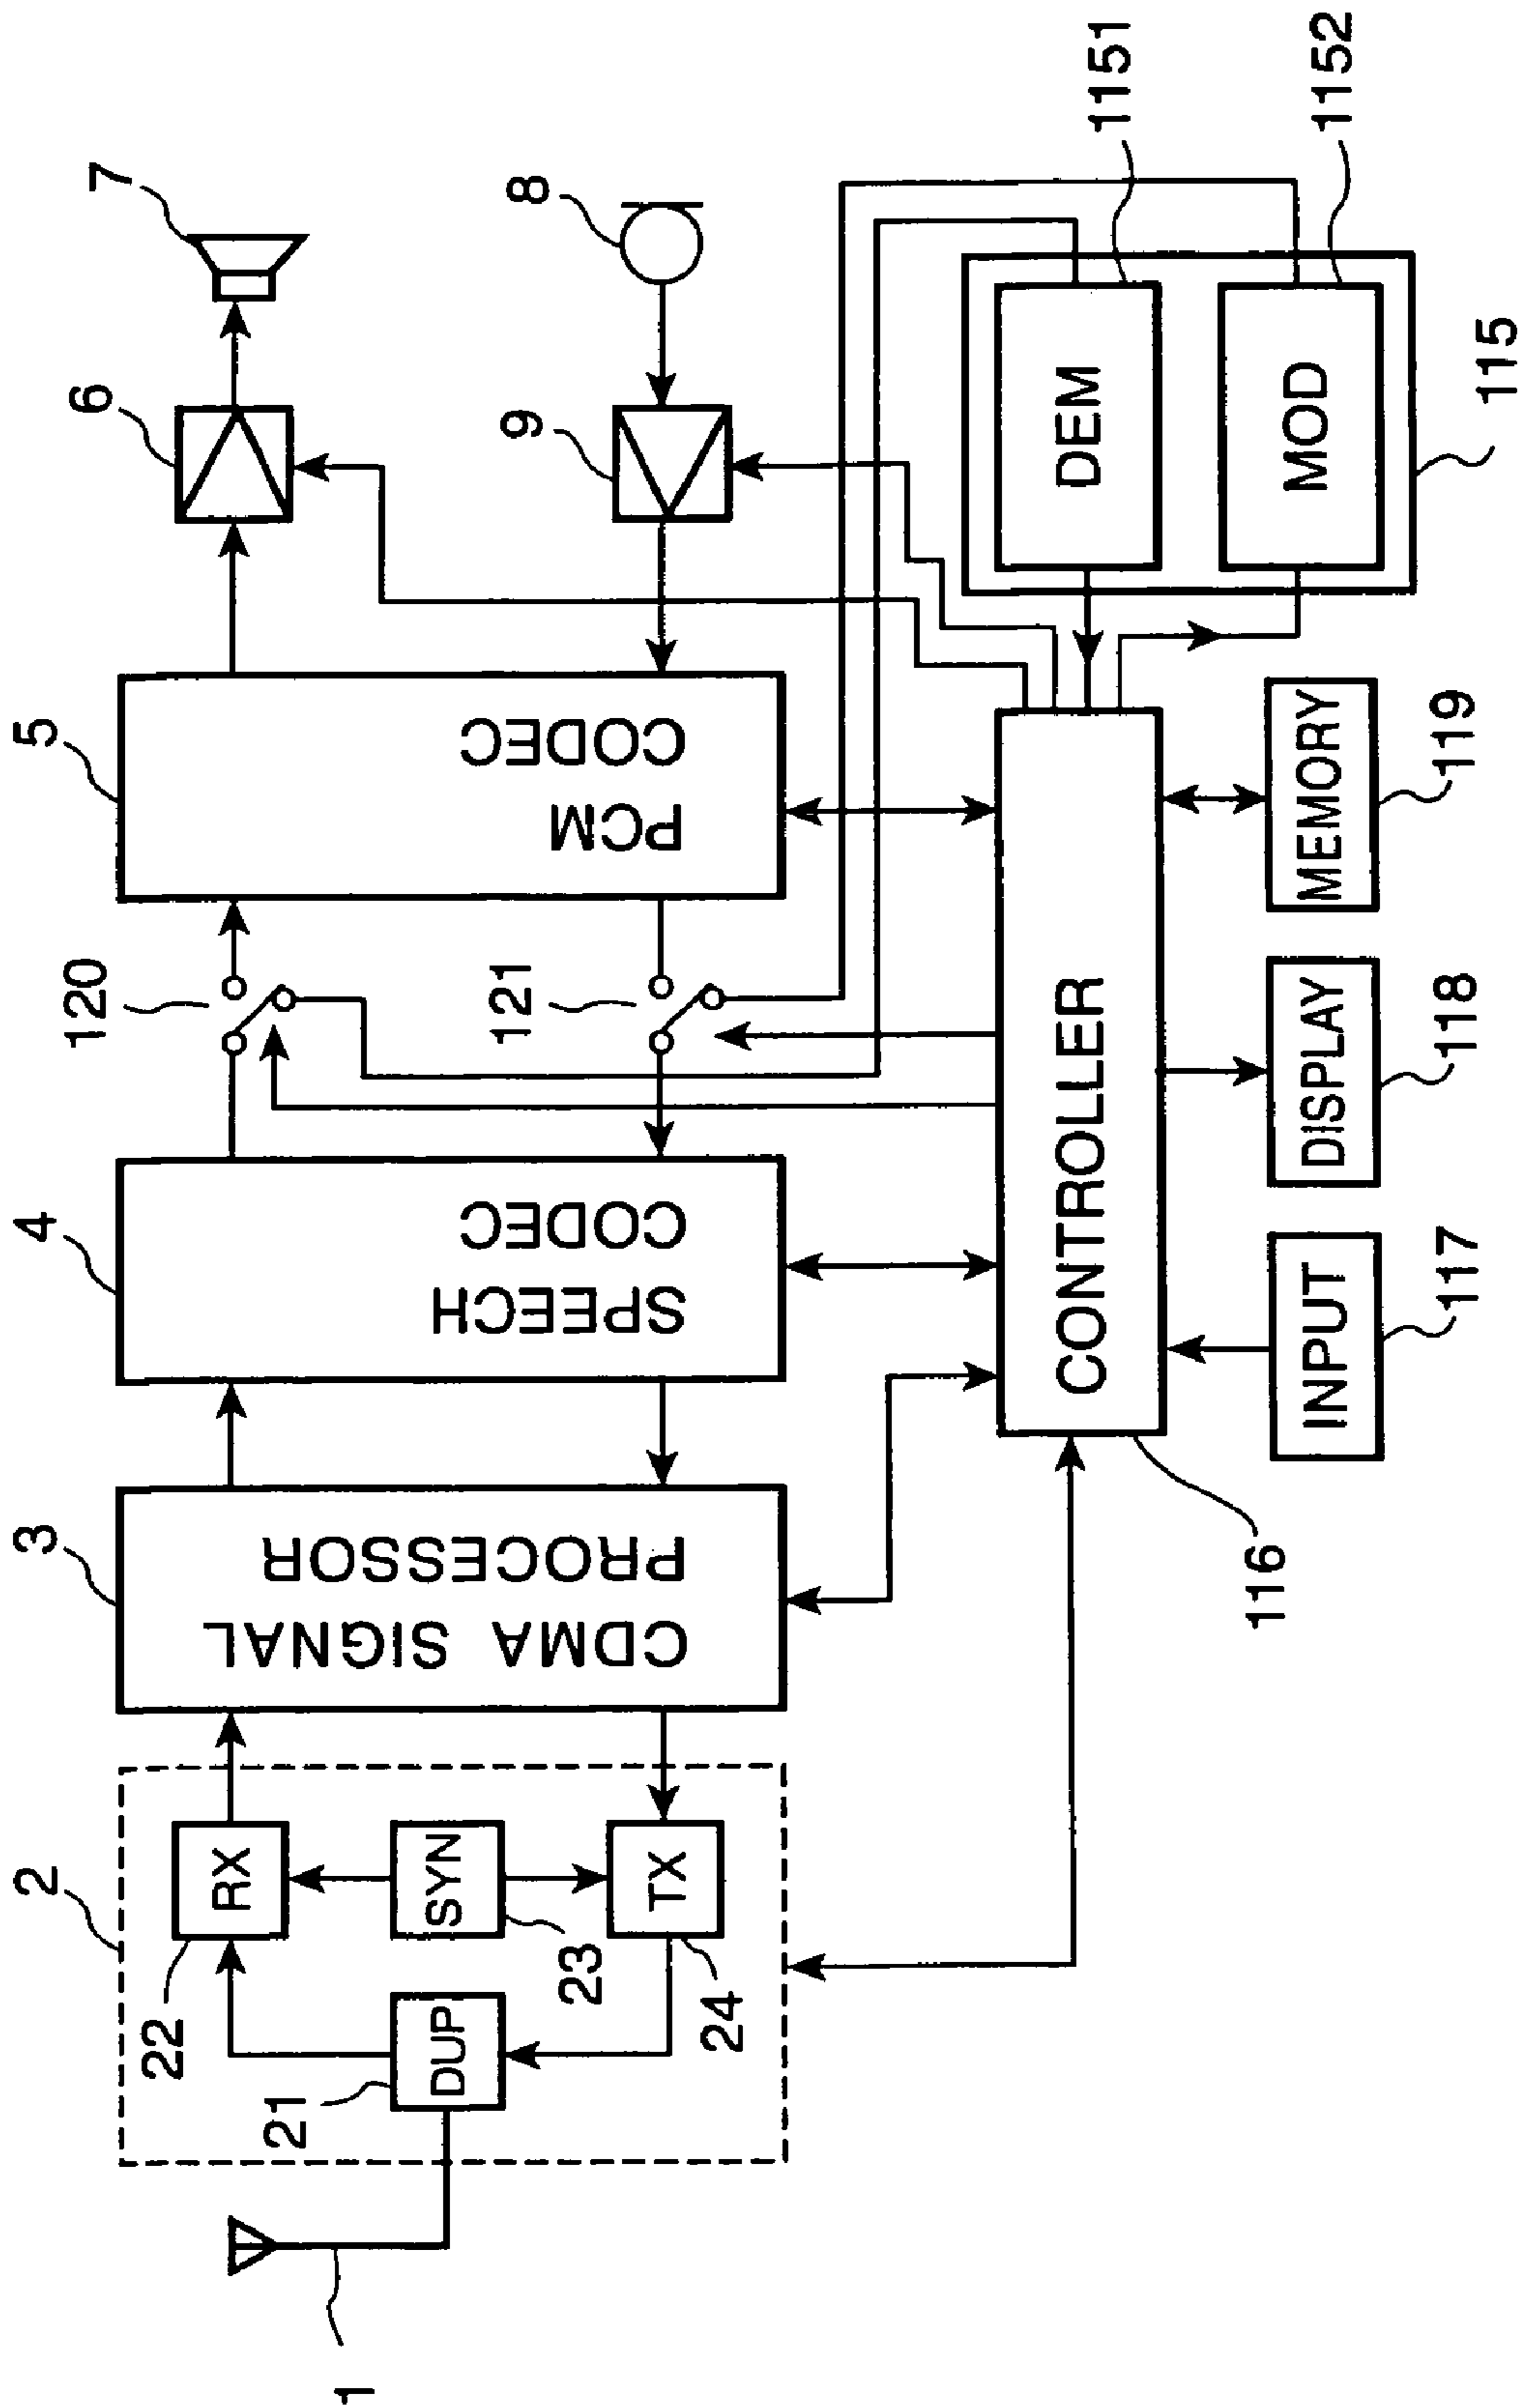 1
2
21
DUP
22
RX
SYN
23
TX
24
3
CDMA SIGNAL
PROCESSOR
4
SPEECH
CODEC
120
121
5
PCM
CODEC
6
7
8
9
CONTROLLER
116
INPUT
117
DISPLAY
118
MEMORY
119
DEM
1151
MOD
1152
115